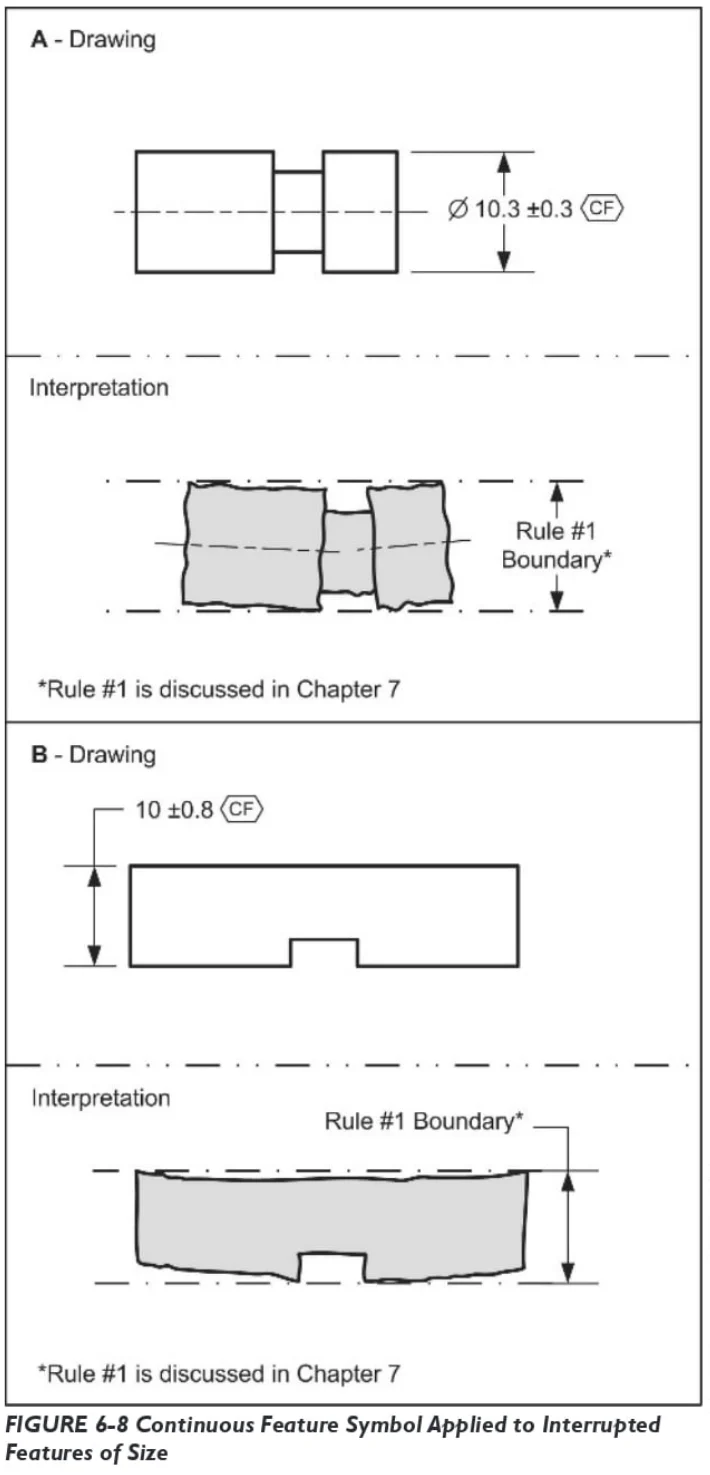 A - Drawing
Ø 10.3 ±0.3 CF
Interpretation
Rule #1
Boundary*
*Rule #1 is discussed in Chapter 7
B - Drawing
10 ±0.8 CF
Interpretation
Rule #1 Boundary*
*Rule #1 is discussed in Chapter 7
FIGURE 6-8 Continuous Feature Symbol Applied to Interrupted
Features of Size